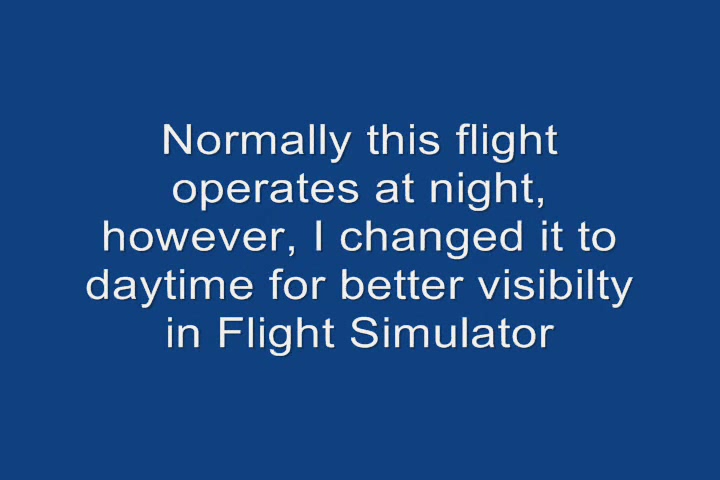 Normally this flight
operates at night,
however, I changed it to
daytime for better visibilty
in Flight Simulator